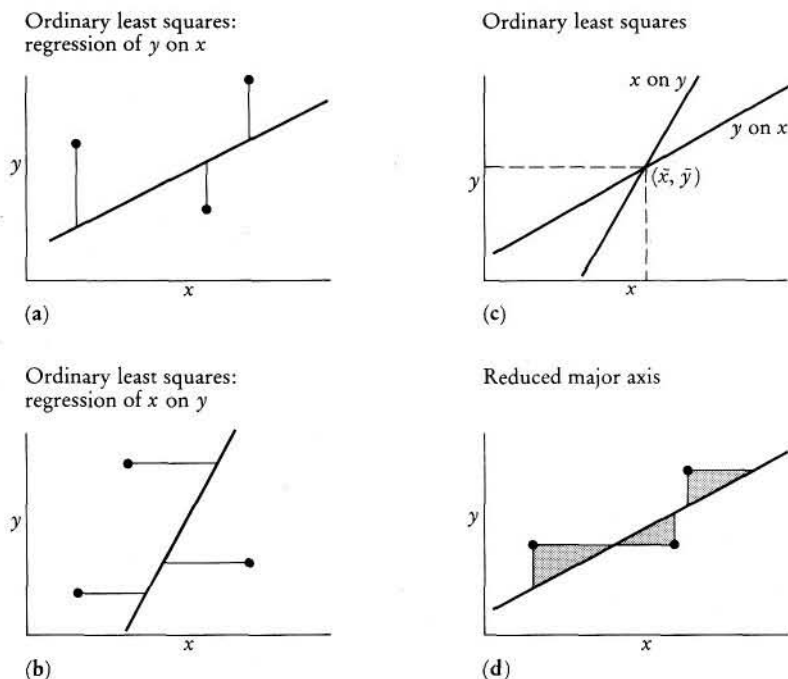 Ordinary least squares:
regression of y on x
y
x
(a)
Ordinary least squares
x on y
y on x
(x̄, ȳ)
y
x
(c)
Ordinary least squares:
regression of x on y
y
x
(b)
Reduced major axis
y
x
(d)